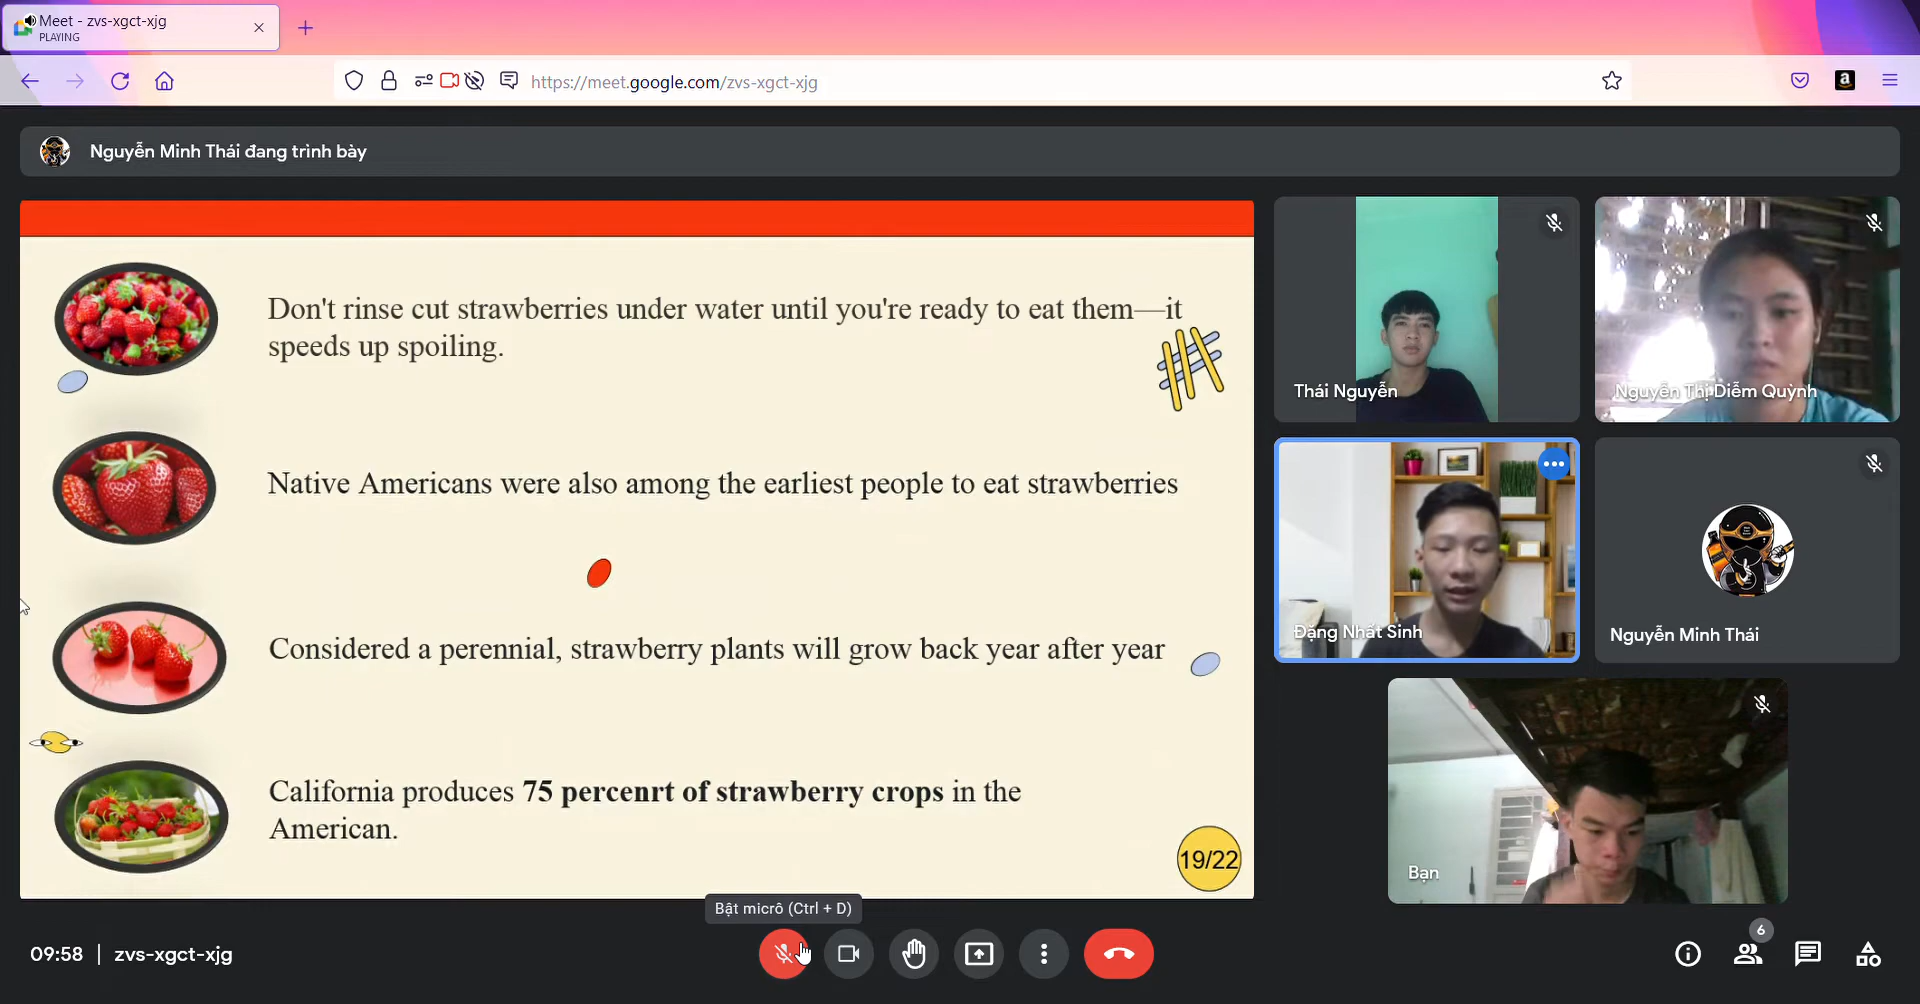 Meet - zvs-xgct-xjg
PLAYING
https://meet.google.com/zvs-xgct-xjg
Nguyễn Minh Thái đang trình bày
Don't rinse cut strawberries under water until you're ready to eat them—it
speeds up spoiling.
Native Americans were also among the earliest people to eat strawberries
Considered a perennial, strawberry plants will grow back year after year
California produces 75 percenrt of strawberry crops in the
American.
19/22
Thái Nguyễn
Nguyễn Thị Diễm Quỳnh
Đặng Nhất Sinh
Nguyễn Minh Thái
Bạn
Bật micrô (Ctrl + D)
09:58 | zvs-xgct-xjg
6